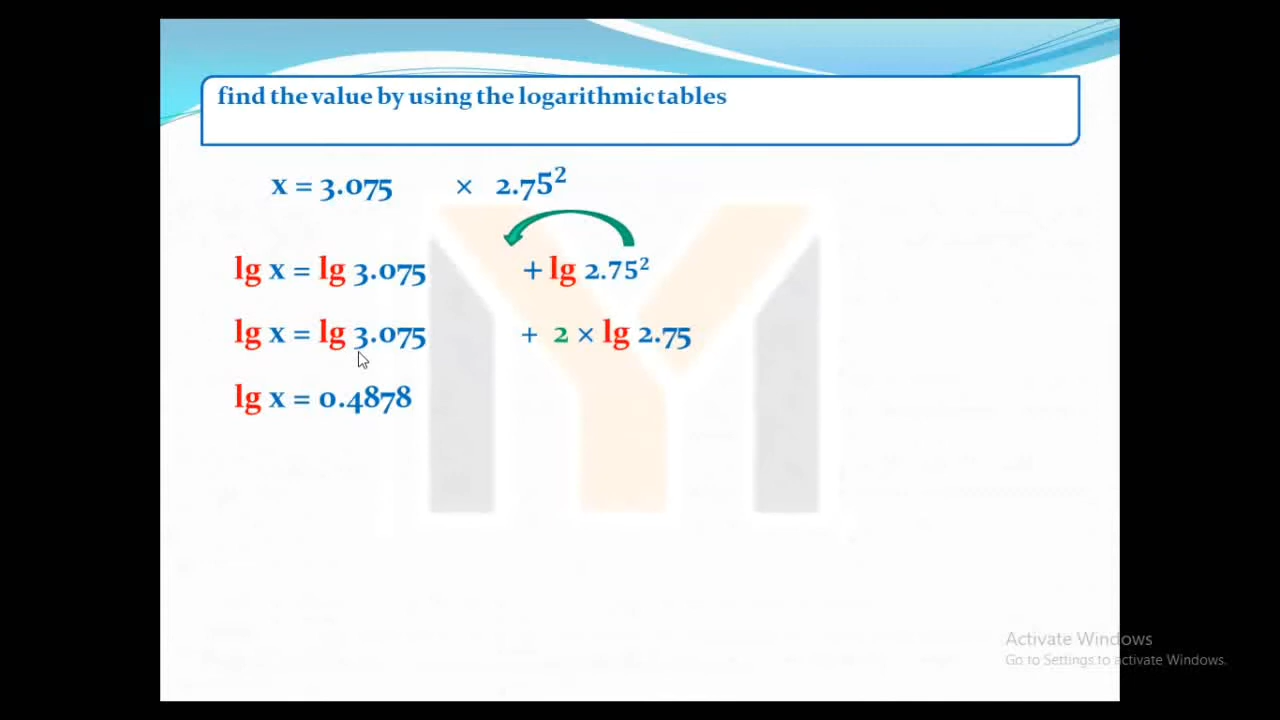 find the value by using the logarithmic tables
x = 3.075 × 2.75²
lg x = lg 3.075 + lg 2.75²
lg x = lg 3.075 + 2 × lg 2.75
lg x = 0.4878
Activate Windows
Go to Settings to activate Windows.